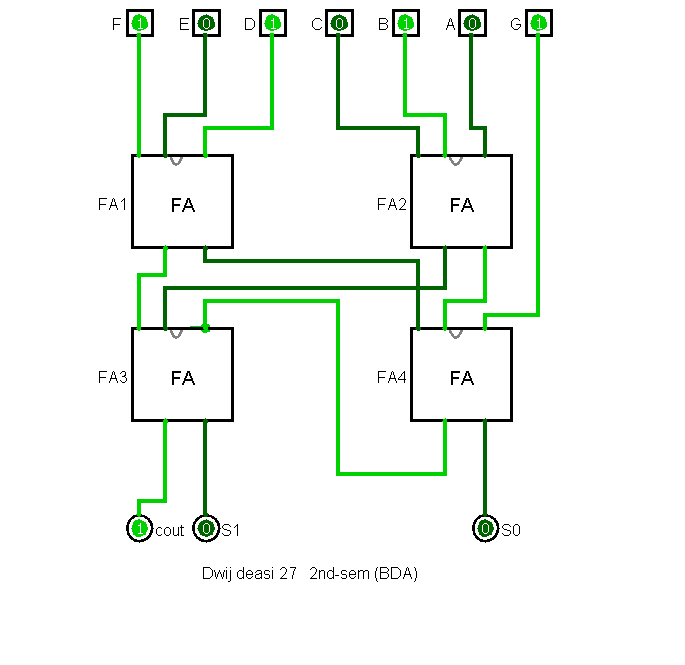 F 1 E 0 D 1 C 0 B 1 A 0 G 1
FA1 FA FA2 FA
FA3 FA FA4 FA
1 cout 0 S1 0 S0
Dwij deasi 27 2nd-sem (BDA)